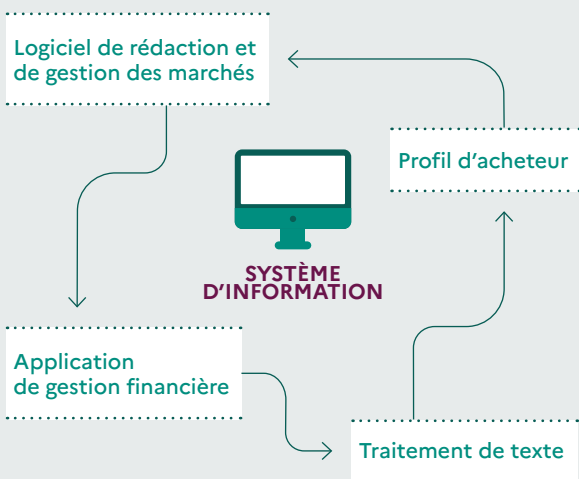 Logiciel de rédaction et
de gestion des marchés
Profil d'acheteur
SYSTÈME
D'INFORMATION
Application
de gestion financière
Traitement de texte